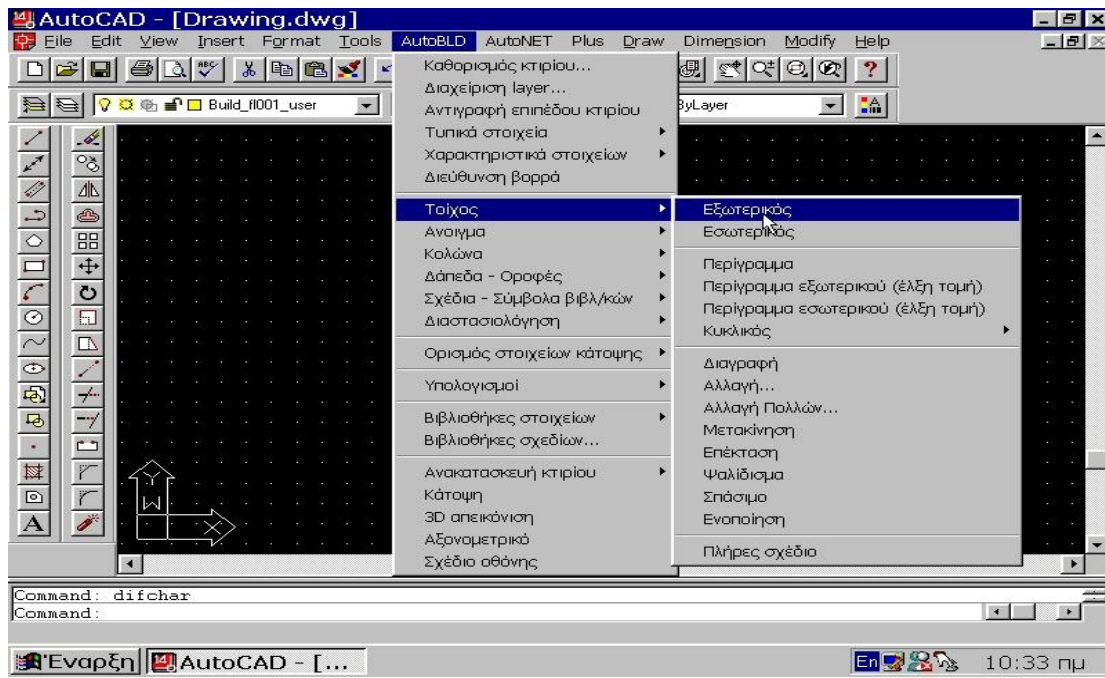 AutoCAD - [Drawing.dwg]
File Edit View Insert Format Tools AutoBLD AutoNET Plus Draw Dimension Modify Help
Build_fl001_user
ByLayer
Καθορισμός κτιρίου...
Διαχείριση layer...
Αντιγραφή επιπέδου κτιρίου
Τυπικά στοιχεία
Χαρακτηριστικά στοιχείων
Διεύθυνση βορρά
Τοίχος
Ανοιγμα
Κολώνα
Δάπεδα - Οροφές
Σχέδια - Σύμβολα βιβλ/κών
Διαστασιολόγηση
Ορισμός στοιχείων κάτοψης
Υπολογισμοί
Βιβλιοθήκες στοιχείων
Βιβλιοθήκες σχεδίων...
Ανακατασκευή κτιρίου
Κάτοψη
3D απεικόνιση
Αξονομετρικό
Σχέδιο οθόνης
Εξωτερικός
Εσωτερικός
Περίγραμμα
Περίγραμμα εξωτερικού (έλξη τομή)
Περίγραμμα εσωτερικού (έλξη τομή)
Κυκλικός
Διαγραφή
Αλλαγή...
Αλλαγή Πολλών...
Μετακίνηση
Επέκταση
Ψαλίδισμα
Σπάσιμο
Ενοποίηση
Πλήρες σχέδιο
Y
W
X
Command: difchar
Command:
Έναρξη AutoCAD - [... En 10:33 πμ